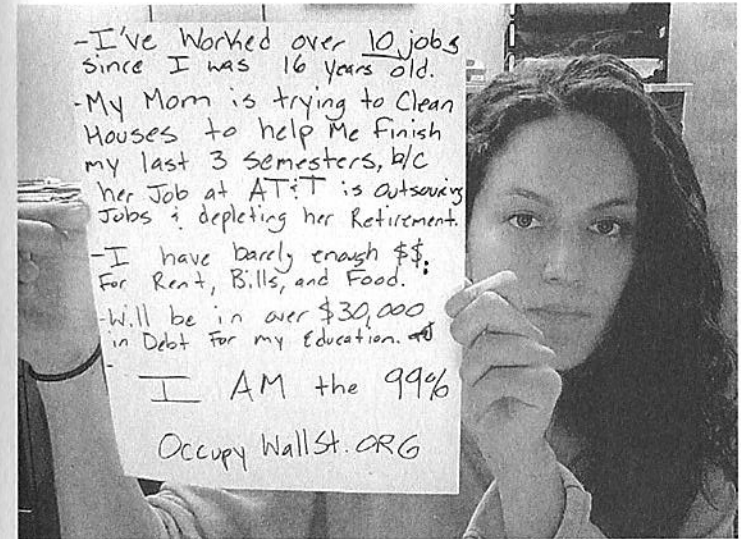 -I've Worked over 10 jobs
since I was 16 years old.
-My Mom is trying to Clean
Houses to help Me Finish
my last 3 semesters, b/c
her Job at AT&T is outsourcing
Jobs & depleting her Retirement.
-I have barely enough $$.
For Rent, Bills, and Food.
-Will be in over $30,000
in Debt For my Education.
-
I AM the 99%
Occupy WallSt.ORG